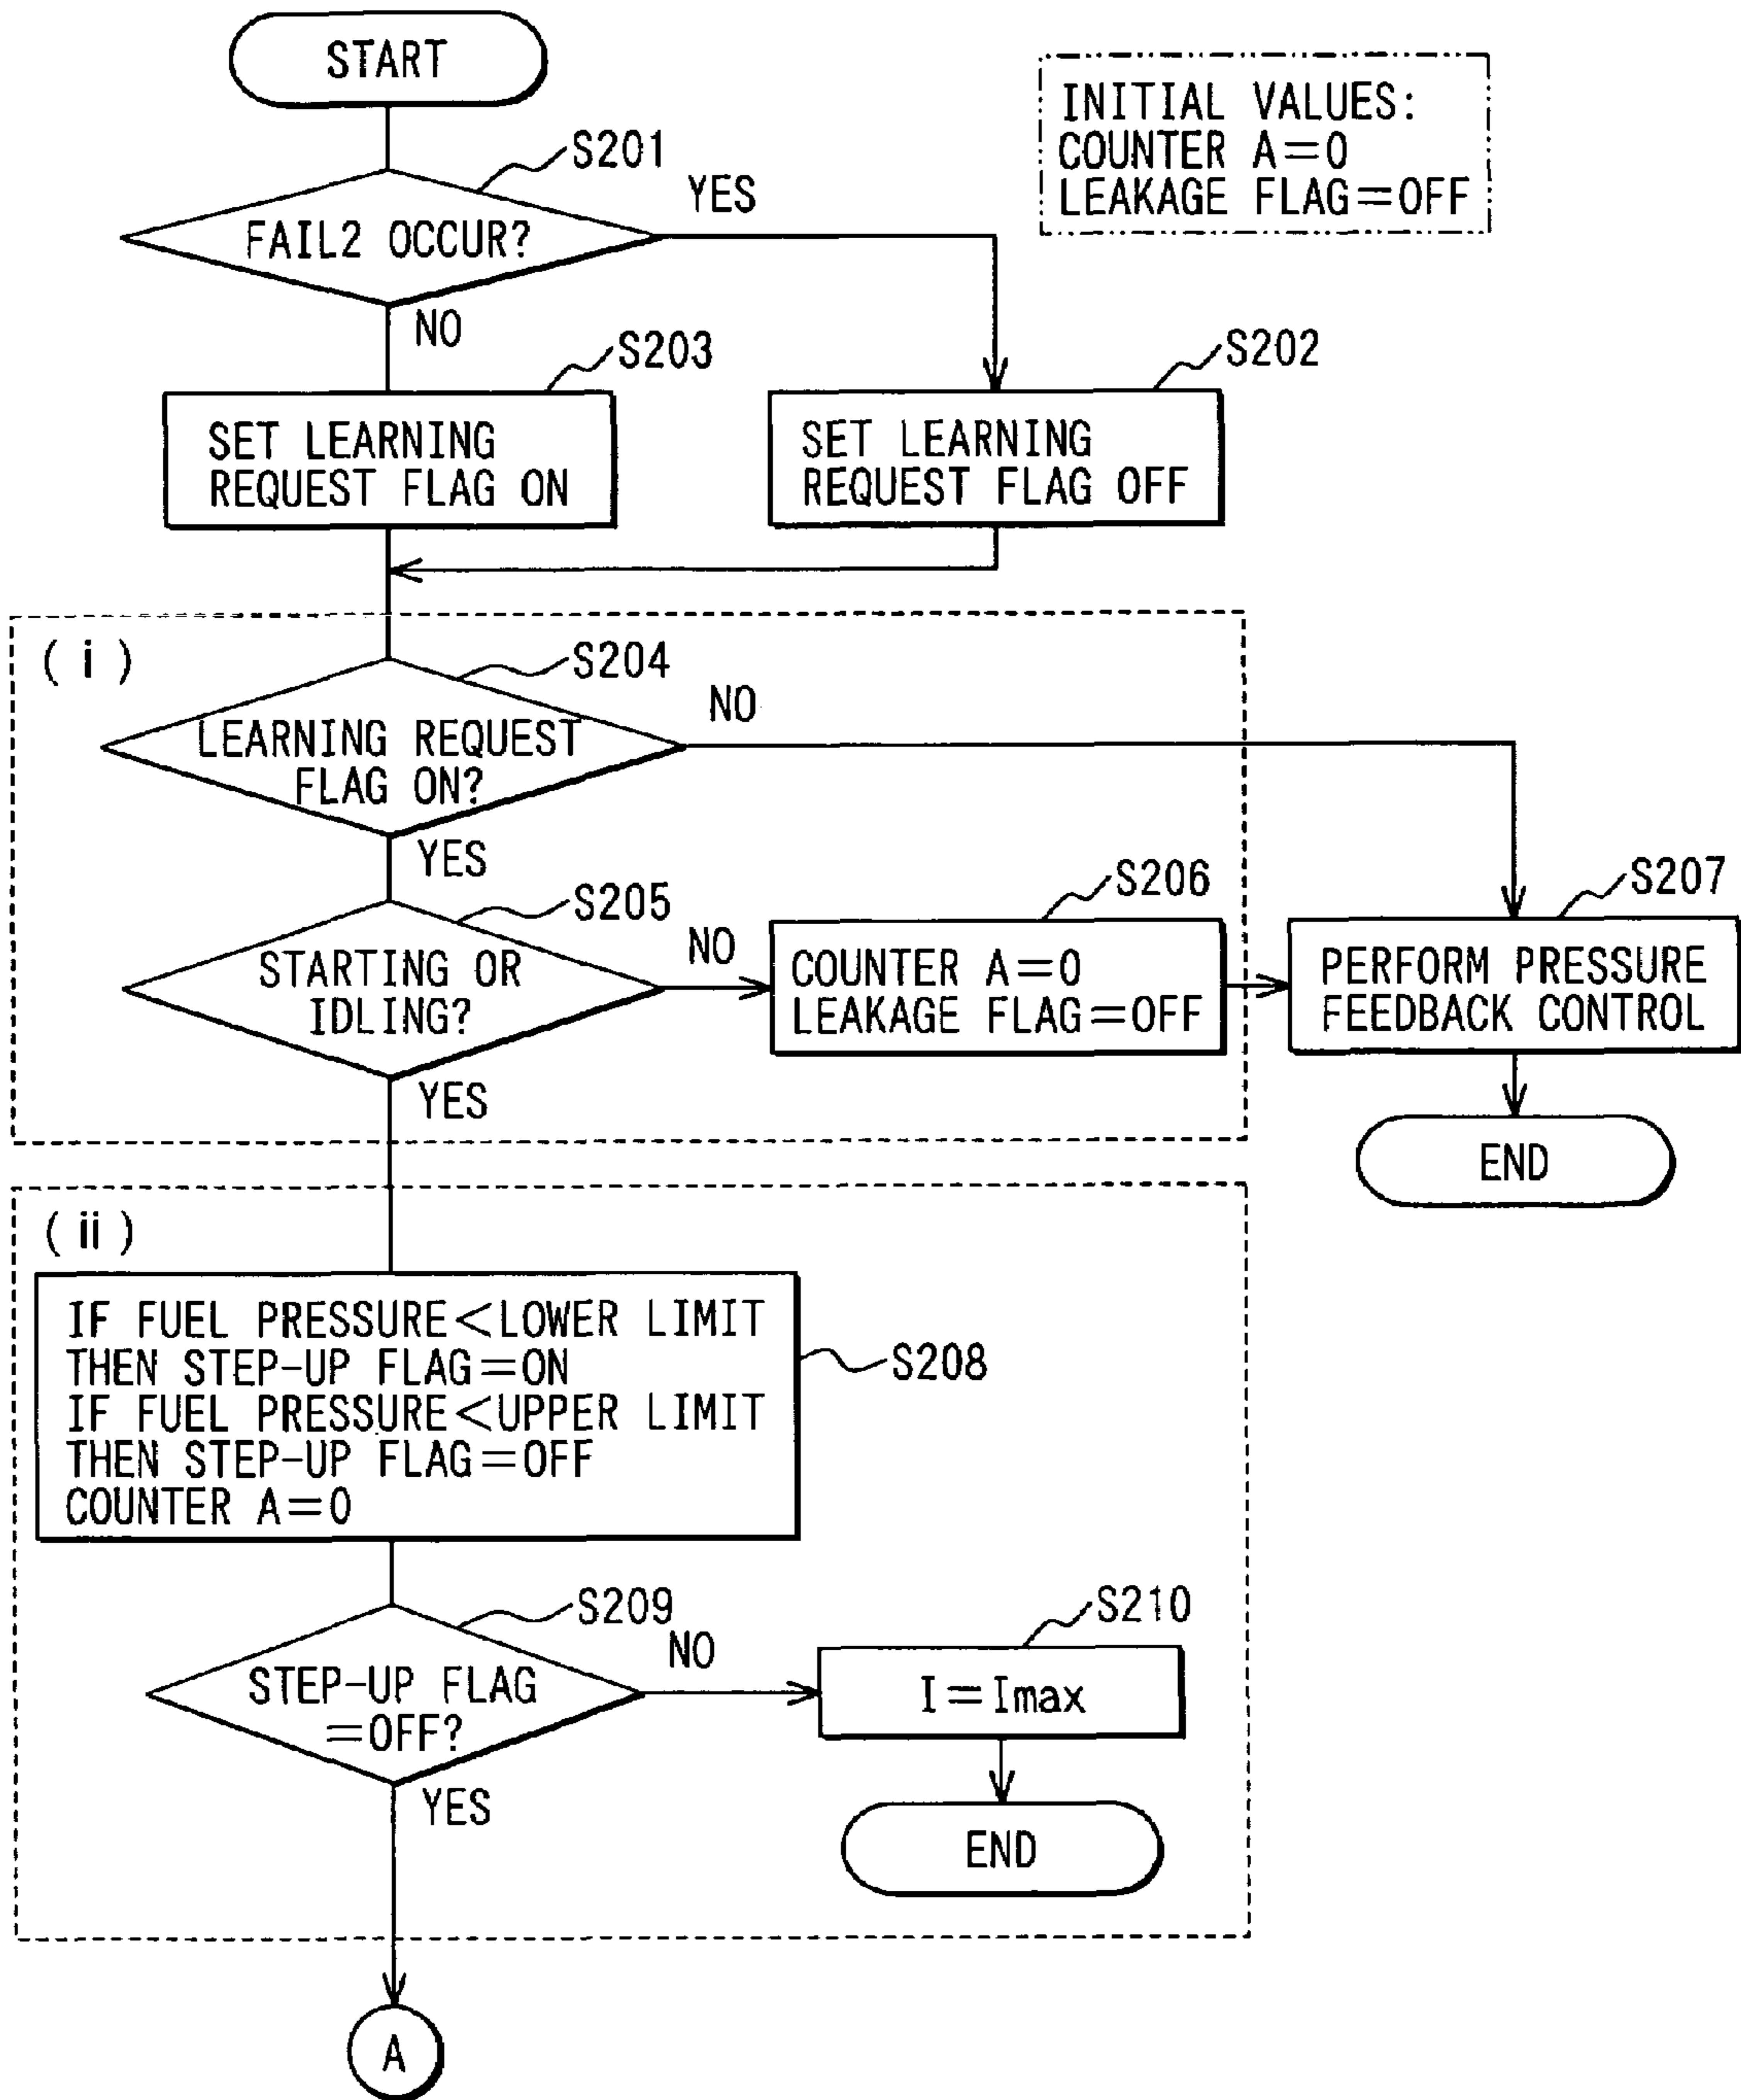 START
INITIAL VALUES:
COUNTER A=0
LEAKAGE FLAG=OFF
S201
FAIL2 OCCUR?
YES
NO
S203
SET LEARNING
REQUEST FLAG ON
S202
SET LEARNING
REQUEST FLAG OFF
(i)
S204
LEARNING REQUEST
FLAG ON?
NO
YES
S205
STARTING OR
IDLING?
NO
YES
S206
COUNTER A=0
LEAKAGE FLAG=OFF
S207
PERFORM PRESSURE
FEEDBACK CONTROL
END
(ii)
IF FUEL PRESSURE<LOWER LIMIT
THEN STEP-UP FLAG=ON
IF FUEL PRESSURE<UPPER LIMIT
THEN STEP-UP FLAG=OFF
COUNTER A=0
S208
S209
STEP-UP FLAG
=OFF?
NO
YES
S210
I=Imax
END
A